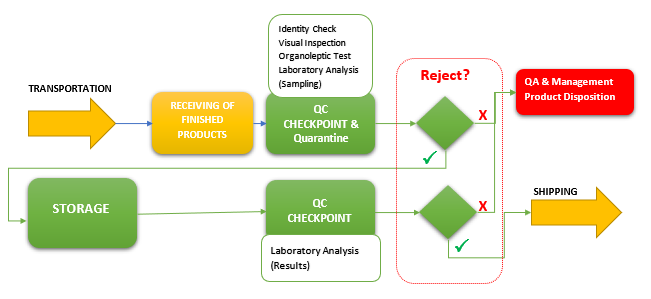 Identity Check
Visual Inspection
Organoleptic Test
Laboratory Analysis
(Sampling)
Reject?
TRANSPORTATION
QA & Management
Product Disposition
RECEIVING OF
FINISHED
PRODUCTS
QC
CHECKPOINT &
Quarantine
X
STORAGE
QC
CHECKPOINT
X
SHIPPING
Laboratory Analysis
(Results)